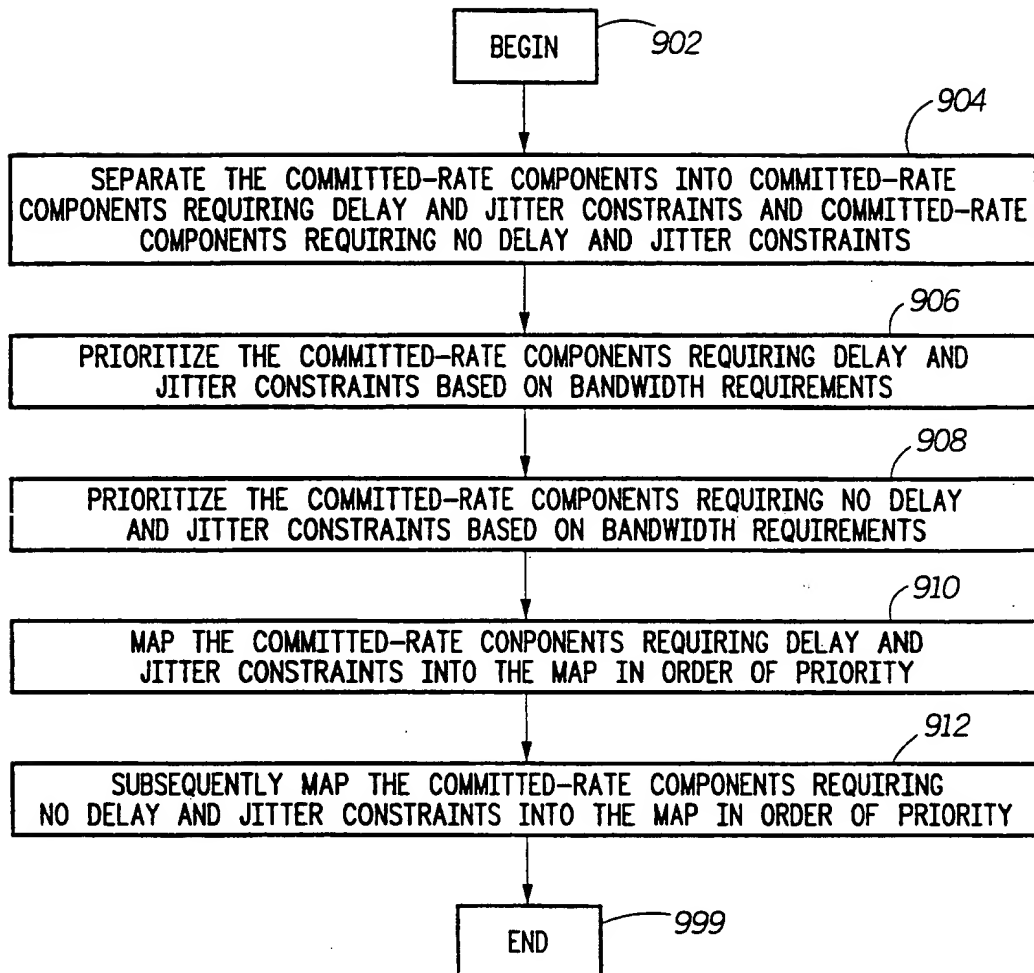 BEGIN
902
904
SEPARATE THE COMMITTED-RATE COMPONENTS INTO COMMITTED-RATE
COMPONENTS REQUIRING DELAY AND JITTER CONSTRAINTS AND COMMITTED-RATE
COMPONENTS REQUIRING NO DELAY AND JITTER CONSTRAINTS
906
PRIORITIZE THE COMMITTED-RATE COMPONENTS REQUIRING DELAY AND
JITTER CONSTRAINTS BASED ON BANDWIDTH REQUIREMENTS
908
PRIORITIZE THE COMMITTED-RATE COMPONENTS REQUIRING NO DELAY
AND JITTER CONSTRAINTS BASED ON BANDWIDTH REQUIREMENTS
910
MAP THE COMMITTED-RATE CONPONENTS REQUIRING DELAY AND
JITTER CONSTRAINTS INTO THE MAP IN ORDER OF PRIORITY
912
SUBSEQUENTLY MAP THE COMMITTED-RATE COMPONENTS REQUIRING
NO DELAY AND JITTER CONSTRAINTS INTO THE MAP IN ORDER OF PRIORITY
END
999